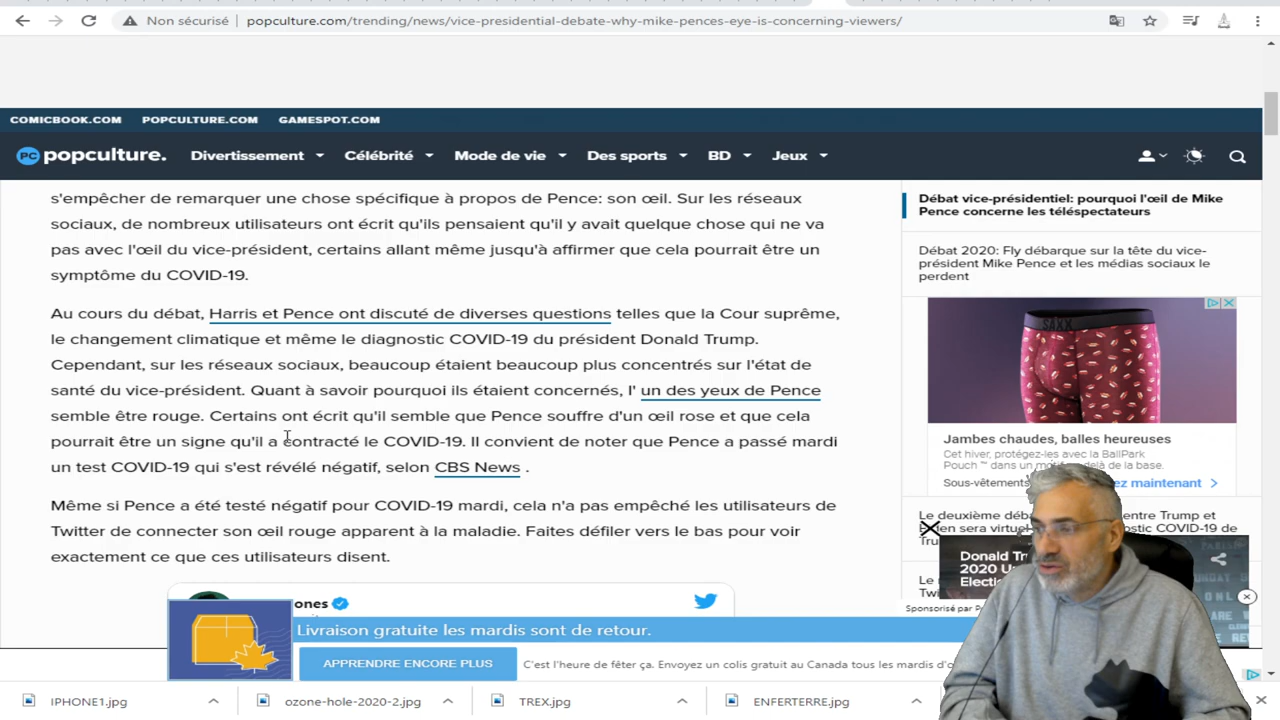 Non sécurisé | popculture.com/trending/news/vice-presidential-debate-why-mike-pences-eye-is-concerning-viewers/
COMICBOOK.COM POPCULTURE.COM GAMESPOT.COM
PC popculture. Divertissement Célébrité Mode de vie Des sports BD Jeux
s'empêcher de remarquer une chose spécifique à propos de Pence: son œil. Sur les réseaux
sociaux, de nombreux utilisateurs ont écrit qu'ils pensaient qu'il y avait quelque chose qui ne va
pas avec l'œil du vice-président, certains allant même jusqu'à affirmer que cela pourrait être un
symptôme du COVID-19.
Au cours du débat, Harris et Pence ont discuté de diverses questions telles que la Cour suprême,
le changement climatique et même le diagnostic COVID-19 du président Donald Trump.
Cependant, sur les réseaux sociaux, beaucoup étaient beaucoup plus concentrés sur l'état de
santé du vice-président. Quant à savoir pourquoi ils étaient concernés, l' un des yeux de Pence
semble être rouge. Certains ont écrit qu'il semble que Pence souffre d'un œil rose et que cela
pourrait être un signe qu'il a contracté le COVID-19. Il convient de noter que Pence a passé mardi
un test COVID-19 qui s'est révélé négatif, selon CBS News .
Même si Pence a été testé négatif pour COVID-19 mardi, cela n'a pas empêché les utilisateurs de
Twitter de connecter son œil rouge apparent à la maladie. Faites défiler vers le bas pour voir
exactement ce que ces utilisateurs disent.
ones
Débat vice-présidentiel: pourquoi l'œil de Mike
Pence concerne les téléspectateurs
Débat 2020: Fly débarque sur la tête du vice-
président Mike Pence et les médias sociaux le
perdent
SAXX
Jambes chaudes, balles heureuses
Cet hiver, protégez-les avec la BallPark
Pouch ™ dans un delà de la base.
Sous-vêtements ez maintenant
Le deuxième déba entre Trump et
sera virtue ostic COVID-19 de
Donald Tr
2020 U
Electi
Sponsorisé par
Livraison gratuite les mardis sont de retour.
APPRENDRE ENCORE PLUS
C'est l'heure de fêter ça. Envoyez un colis gratuit au Canada tous les mardis d'o
IPHONE1.jpg ozone-hole-2020-2.jpg TREX.jpg ENFERTERRE.jpg